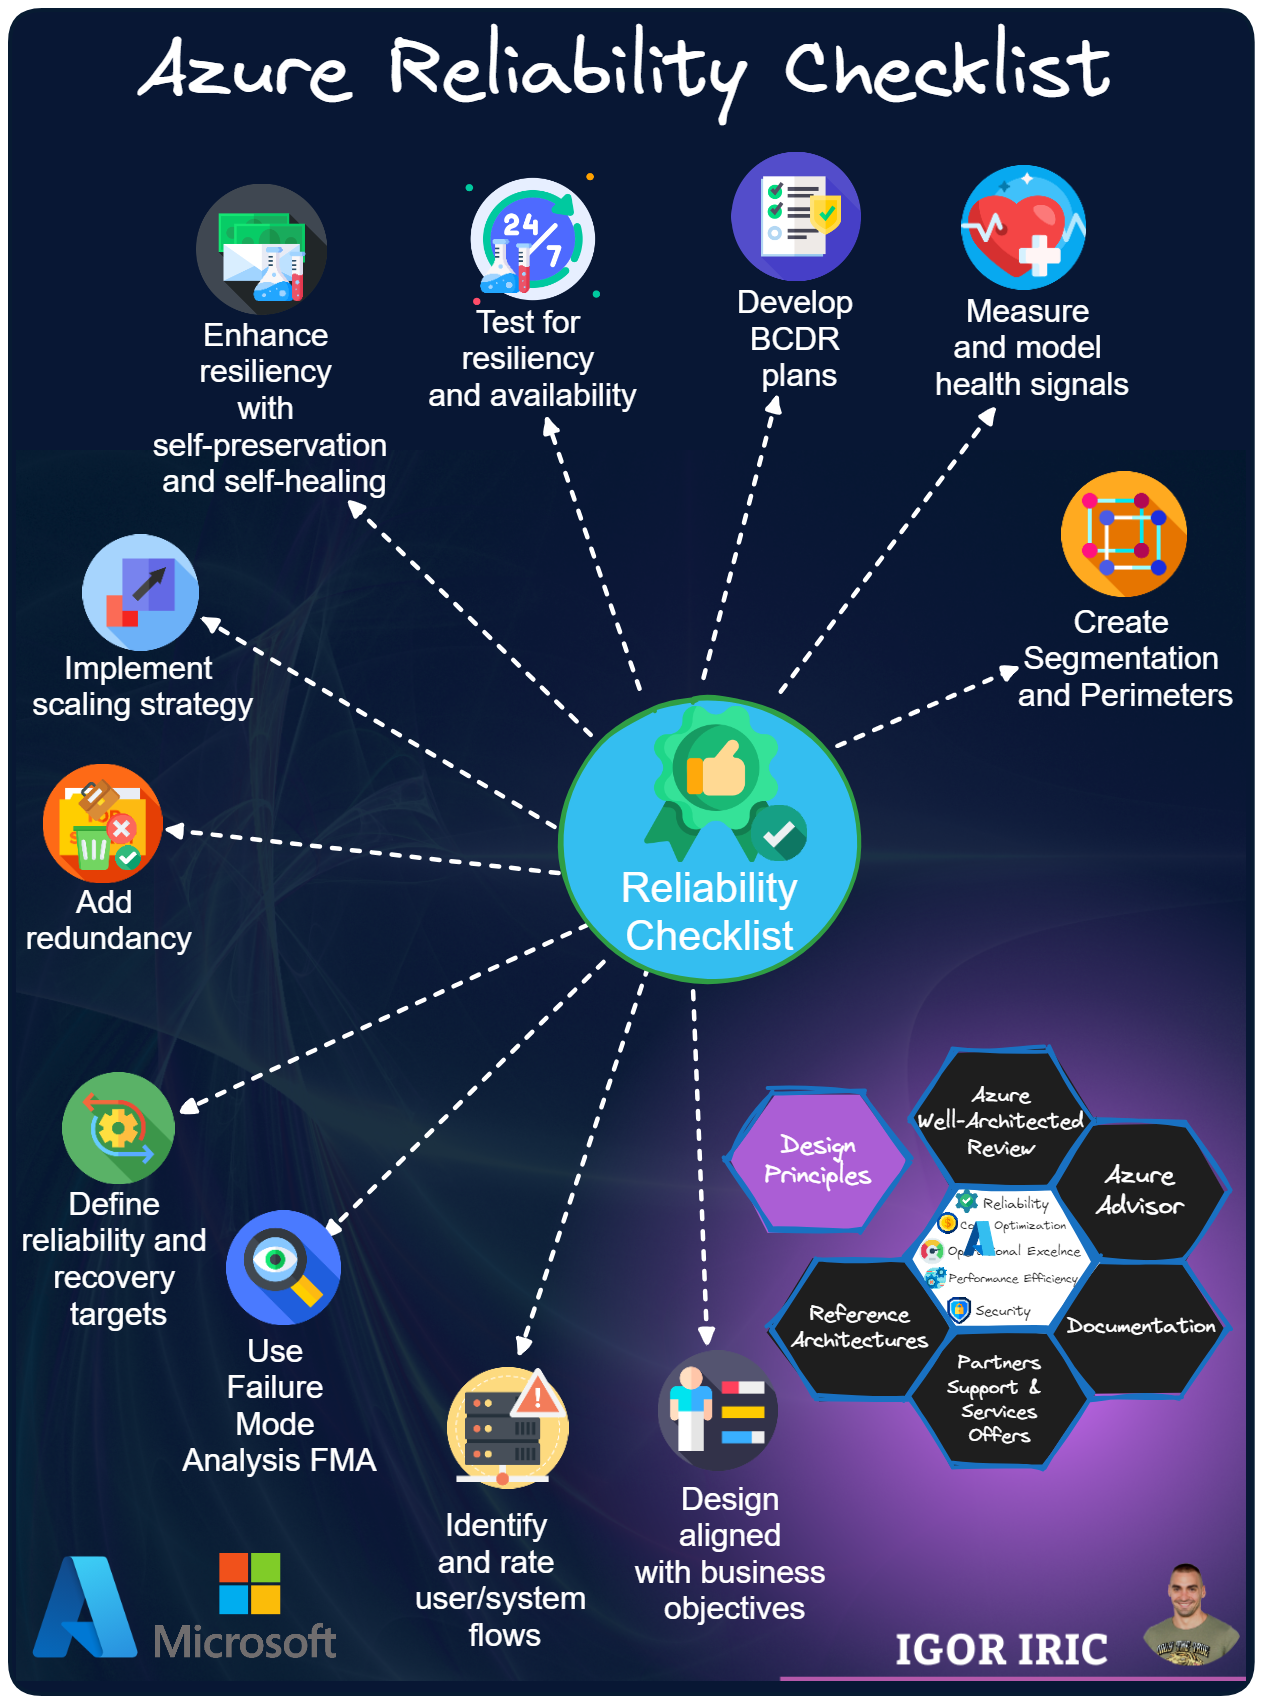 Azure Reliability Checklist
Enhance
resiliency
with
self-preservation
and self-healing
24/7
Test for
resiliency
and availability
Develop
BCDR
plans
Measure
and model
health signals
Create
Segmentation
and Perimeters
Implement
scaling strategy
TOP
Add
redundancy
Reliability
Checklist
Define
reliability and
recovery
targets
Use
Failure
Mode
Analysis FMA
Identify
and rate
user/system
flows
Design
aligned
with business
objectives
Design
Principles
Azure
Well-Architected
Review
Azure
Advisor
Reliability
Optimization
Excelnce
Performance Efficiency
Security
Reference
Architectures
Documentation
Partners
Support &
Services
Offers
Microsoft
IGOR IRIC